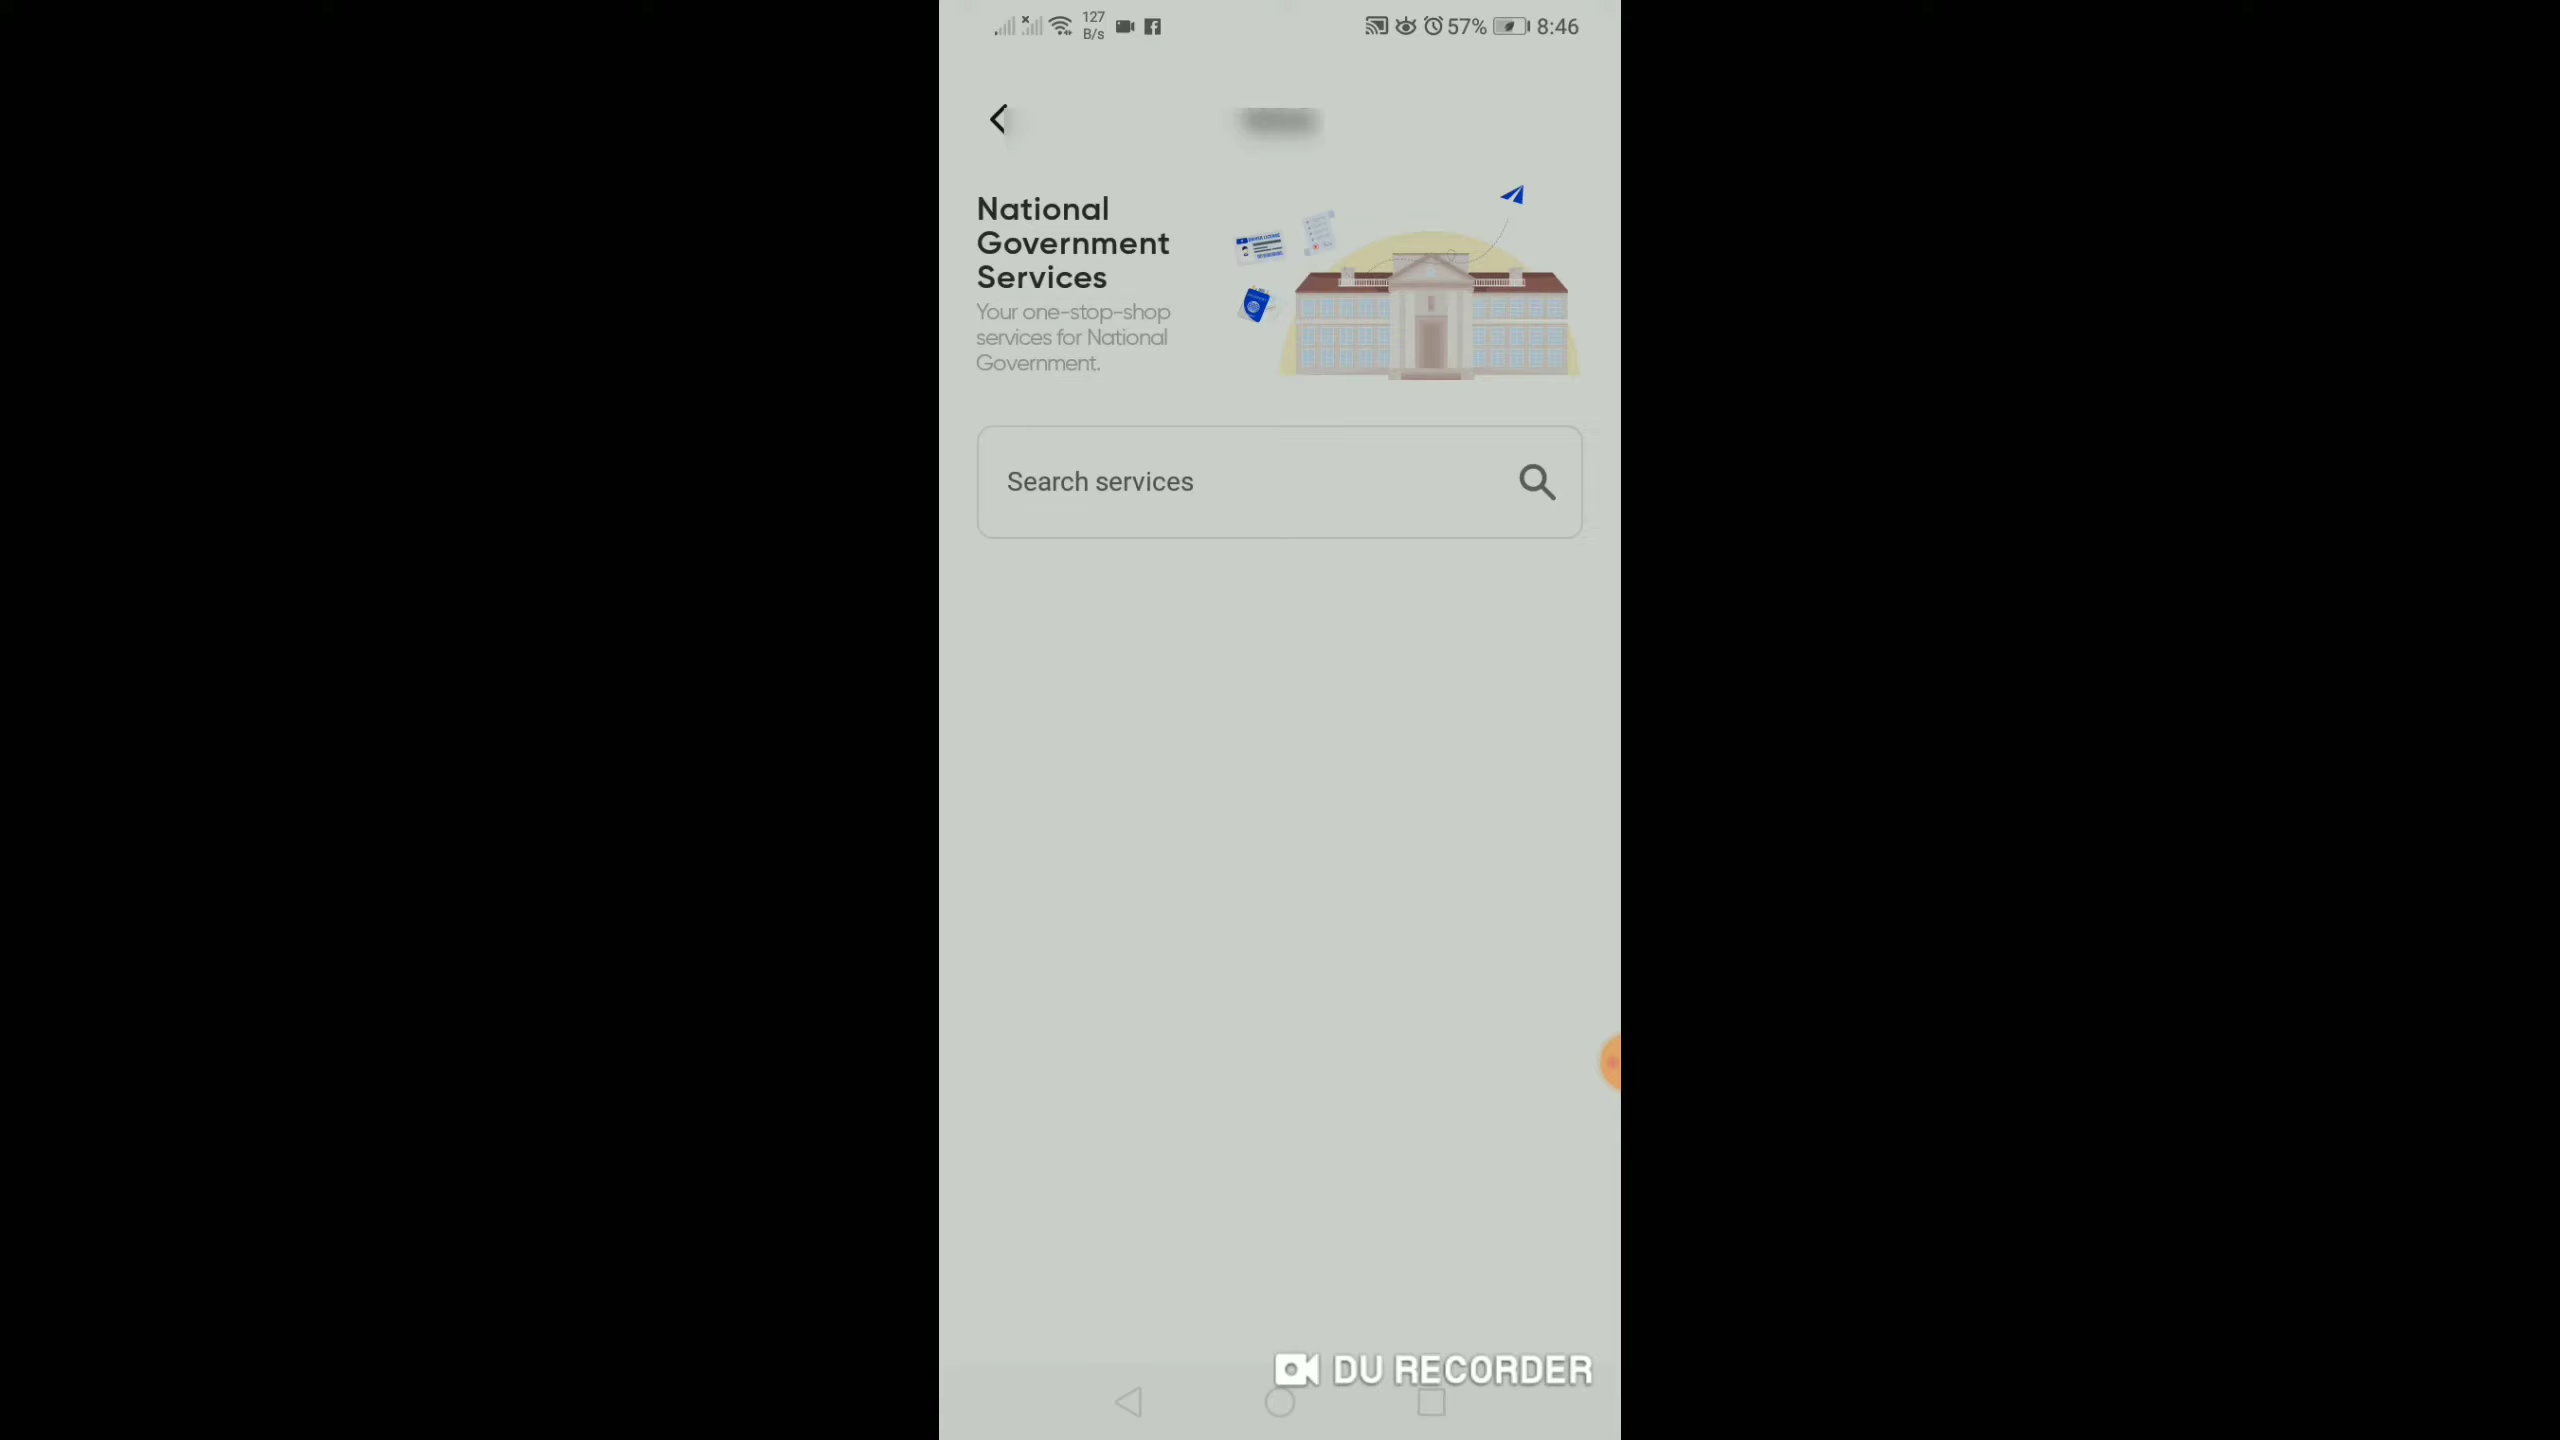 127
B/s
57%
8:46
National
Government
Services
Your one-stop-shop
services for National
Government.
Search services
DU RECORDER